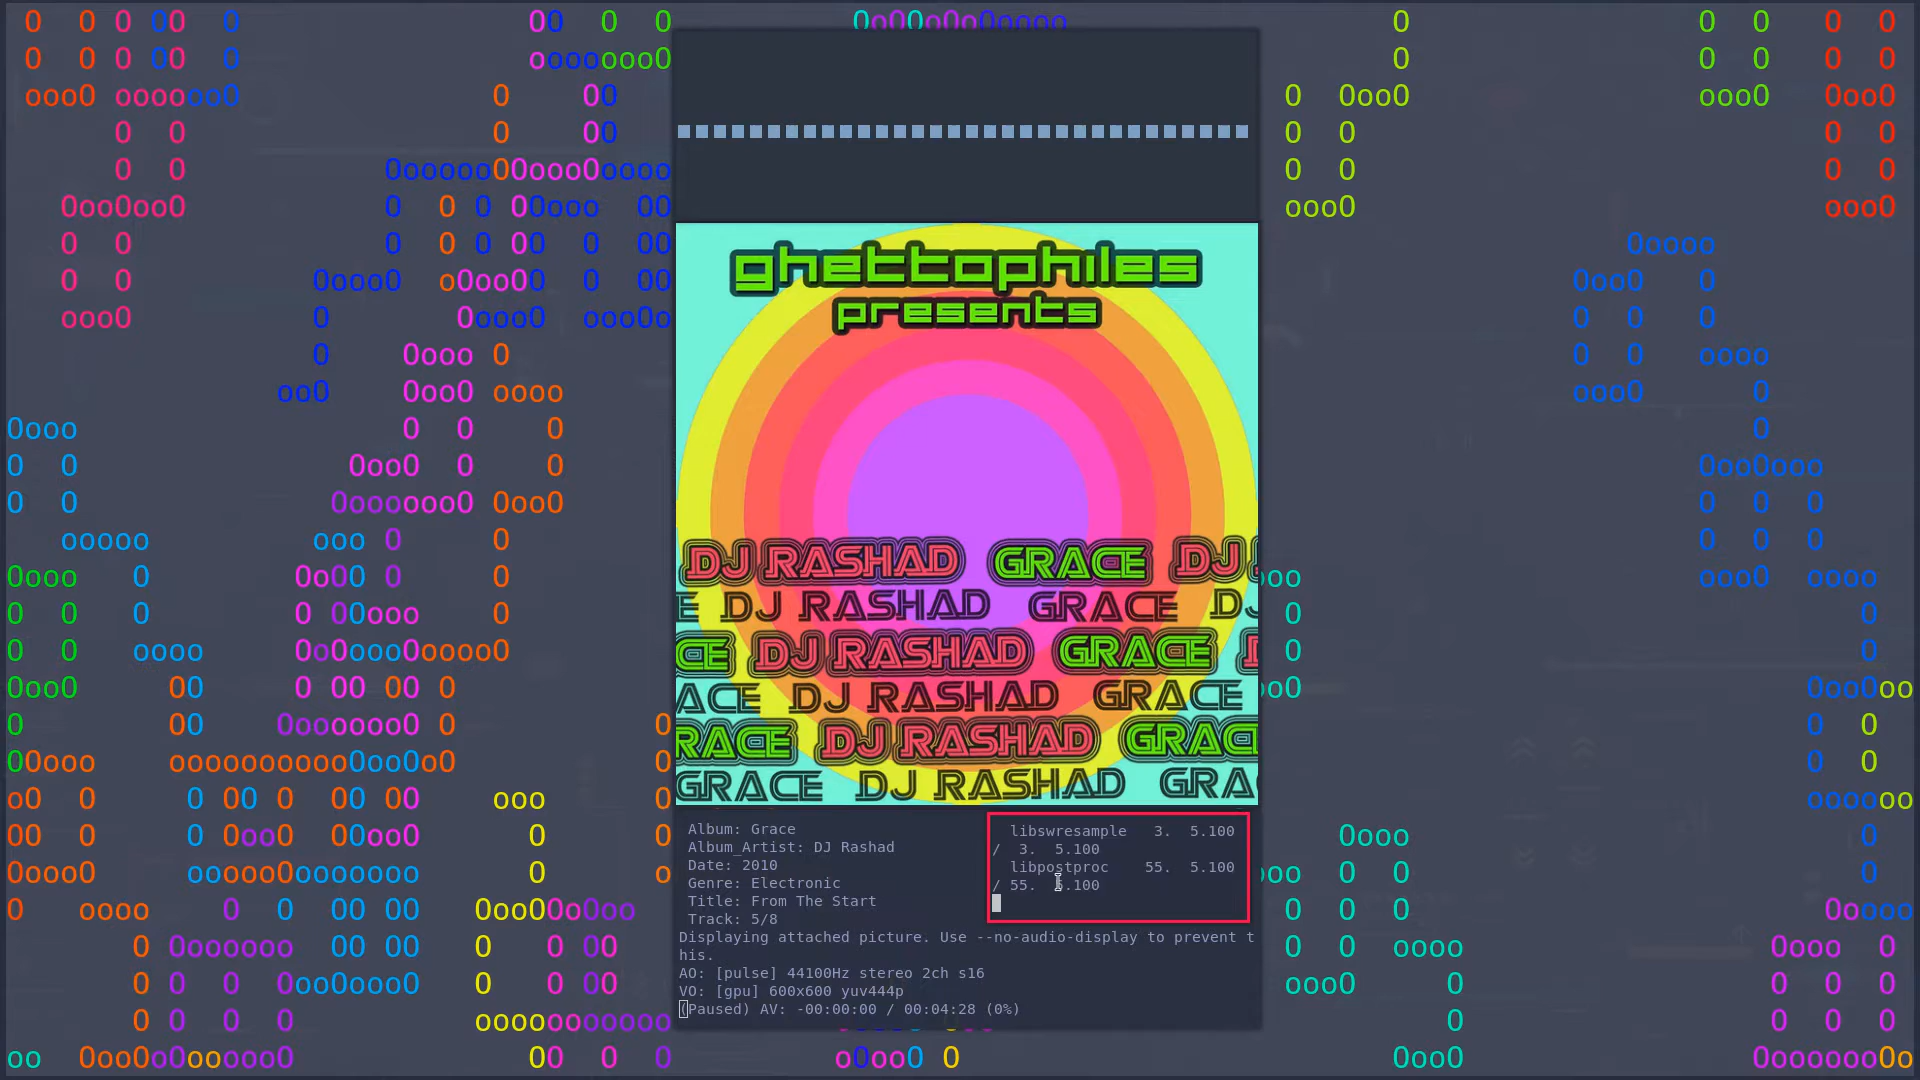 ghettophiles
presents
DJ RASHAD GRACE DJ
DJ RASHAD GRACE DJ
DJ RASHAD GRACE
ACE DJ RASHAD GRACE
RACE DJ RASHAD GRACE
GRACE DJ RASHAD GRA
Album: Grace
Album_Artist: DJ Rashad
Date: 2010
Genre: Electronic
Title: From The Start
Track: 5/8
libswresample 3. 5.100
/ 3. 5.100
libpostproc 55. 5.100
/ 55. 5.100
Displaying attached picture. Use --no-audio-display to prevent t
his.
AO: [pulse] 44100Hz stereo 2ch s16
VO: [gpu] 600x600 yuv444p
(Paused) AV: -00:00:00 / 00:04:28 (0%)